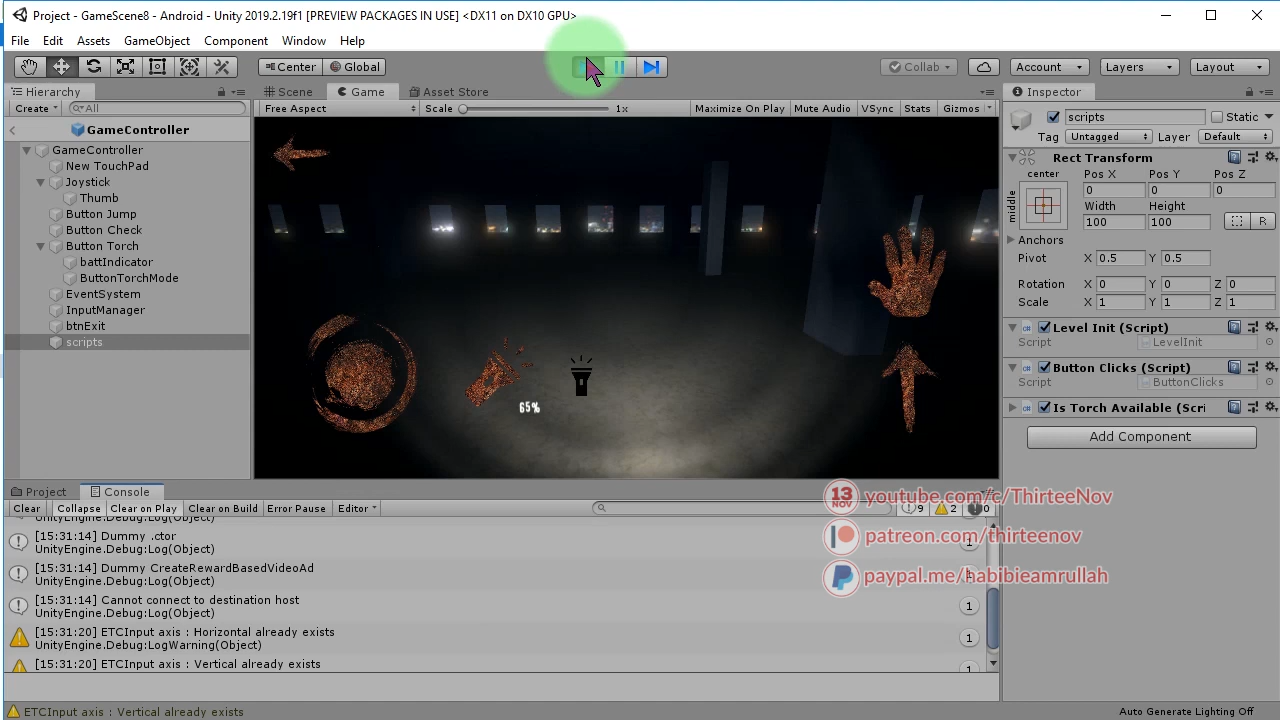 Project - GameScene8 - Android - Unity 2019.2.19f1 [PREVIEW PACKAGES IN USE] <DX11 on DX10 GPU>
File Edit Assets GameObject Component Window Help
Center Global Collab Account Layers Layout
Hierarchy
Create All
GameController
GameController
New TouchPad
Joystick
Thumb
Button Jump
Button Check
Button Torch
battIndicator
ButtonTorchMode
EventSystem
InputManager
btnExit
scripts
Scene Game Asset Store
Free Aspect Scale 1x Maximize On Play Mute Audio VSync Stats Gizmos
65%
Inspector
scripts Static
Tag Untagged Layer Default
Rect Transform
center Pos X Pos Y Pos Z
middle
0 0 0
Width Height
100 100 R
Anchors
Pivot X 0.5 Y 0.5
Rotation X 0 Y 0 Z 0
Scale X 1 Y 1 Z 1
Level Init (Script)
Script LevelInit
Button Clicks (Script)
Script ButtonClicks
Is Torch Available (Scri
Add Component
Project Console
Clear Collapse Clear on Play Clear on Build Error Pause Editor 9 2 0
UnityEngine.Debug:Log(Object)
[15:31:14] Dummy .ctor
UnityEngine.Debug:Log(Object)
1
[15:31:14] Dummy CreateRewardBasedVideoAd
UnityEngine.Debug:Log(Object)
[15:31:14] Cannot connect to destination host
UnityEngine.Debug:Log(Object)
1
[15:31:20] ETCInput axis : Horizontal already exists
UnityEngine.Debug:LogWarning(Object)
1
[15:31:20] ETCInput axis : Vertical already exists
1
13 NOV youtube.com/c/ThirteeNov
patreon.com/thirteenov
paypal.me/habibieamrullah
ETCInput axis : Vertical already exists
Auto Generate Lighting Off